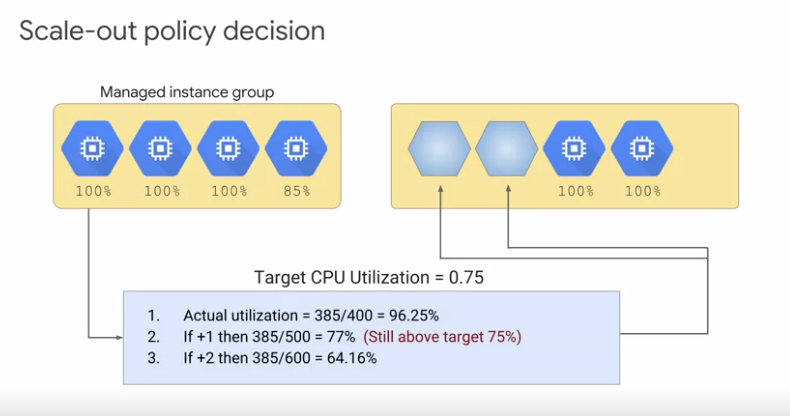 Scale-out policy decision
Managed instance group
100% 100% 100% 85%
100% 100%
Target CPU Utilization = 0.75
1. Actual utilization = 385/400 = 96.25%
2. If +1 then 385/500 = 77% (Still above target 75%)
3. If +2 then 385/600 = 64.16%